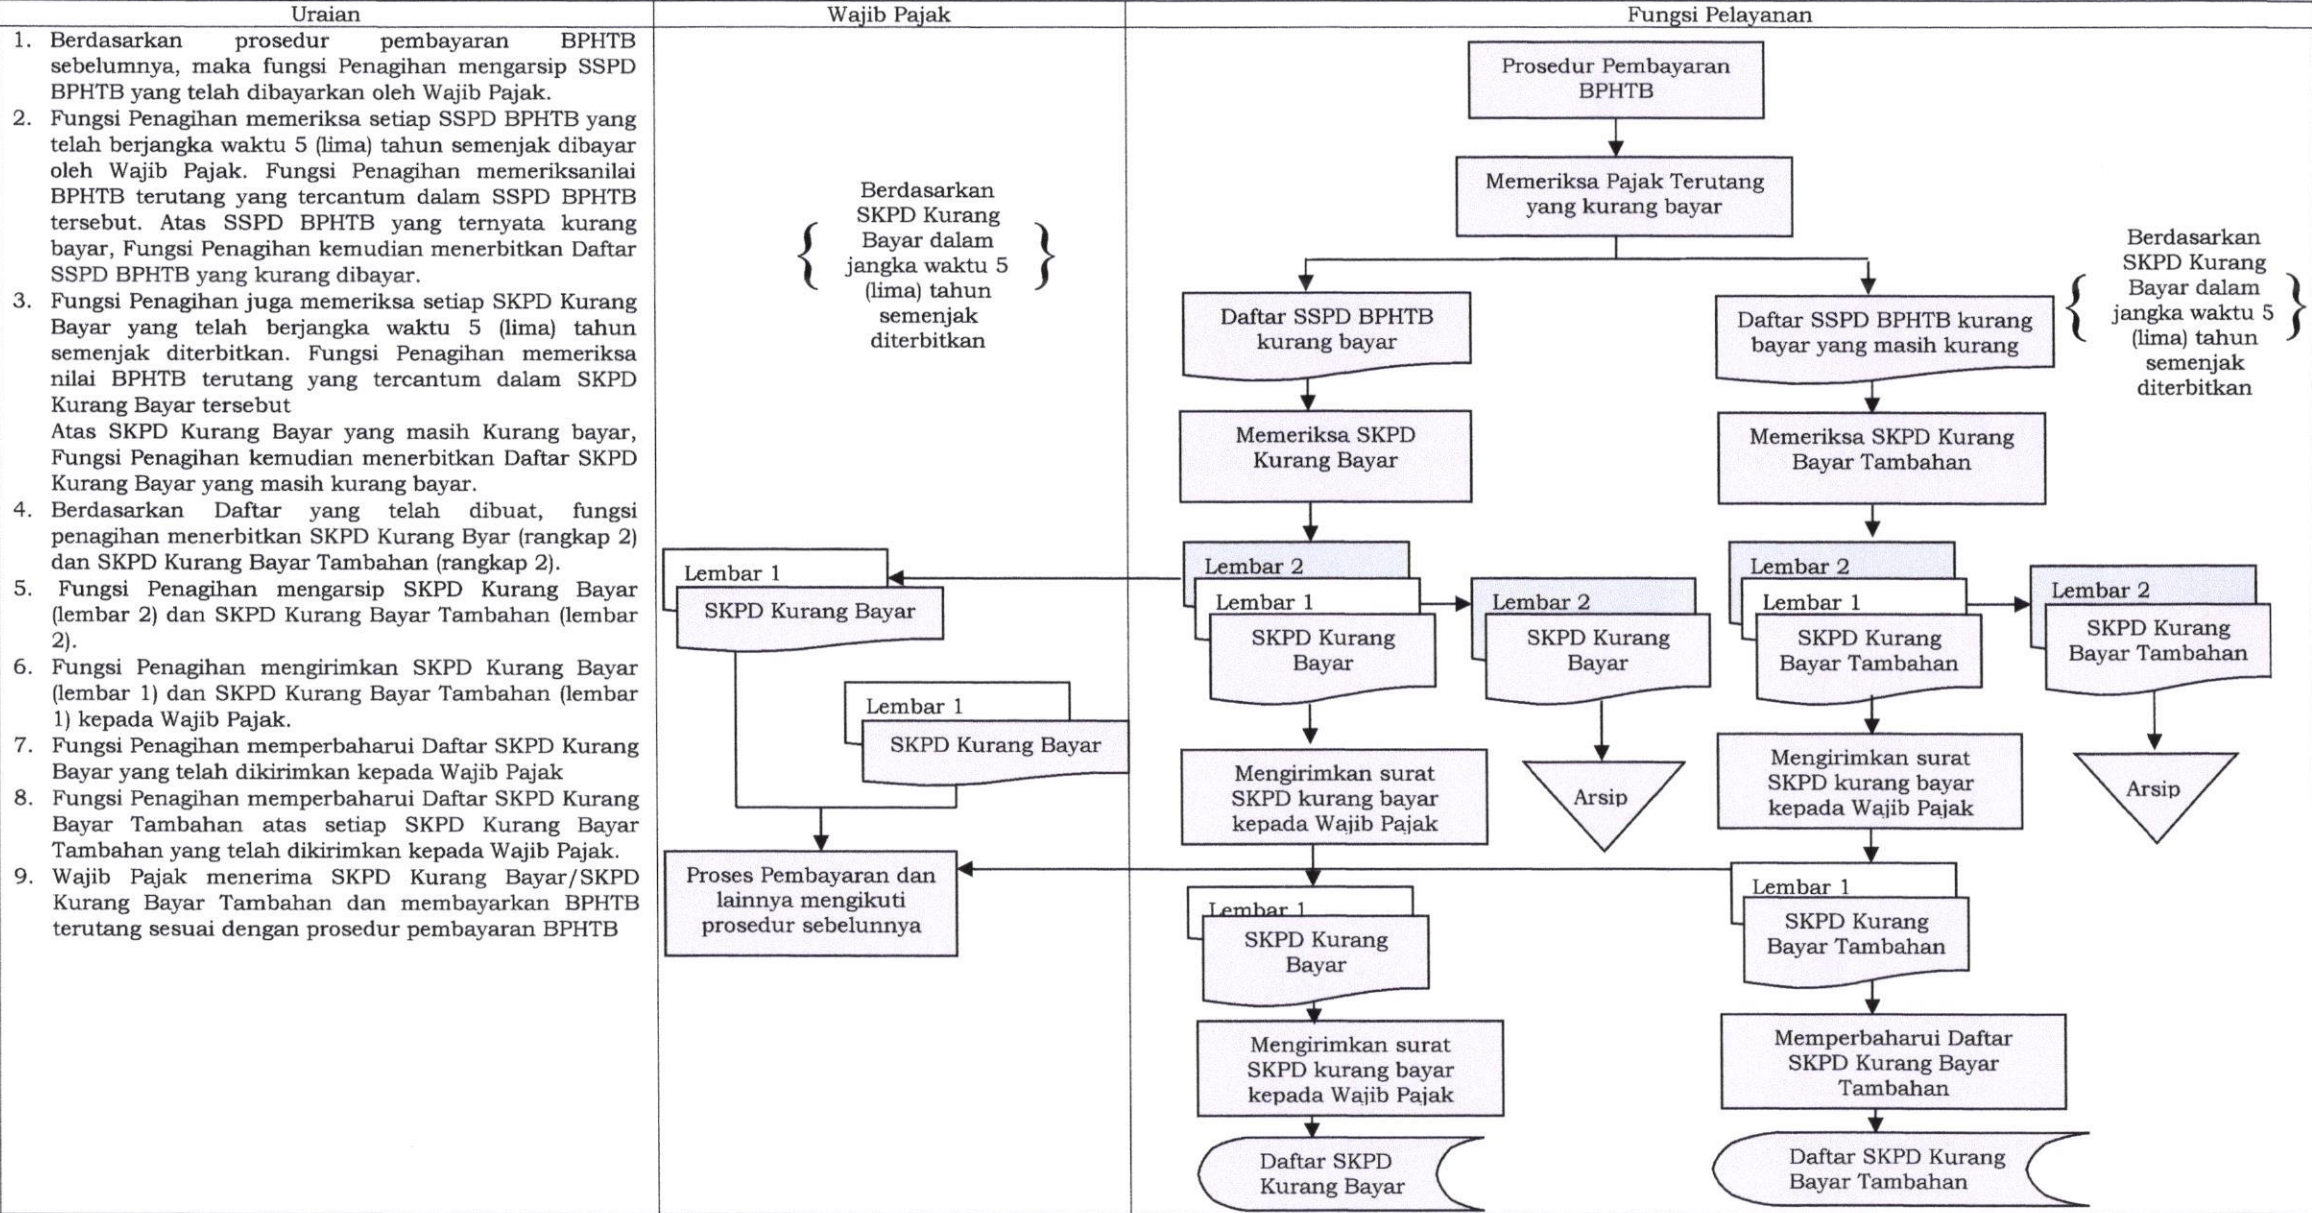 Uraian
Wajib Pajak
Fungsi Pelayanan
1. Berdasarkan prosedur pembayaran BPHTB
sebelumnya, maka fungsi Penagihan mengarsip SSPD
BPHTB yang telah dibayarkan oleh Wajib Pajak.
2. Fungsi Penagihan memeriksa setiap SSPD BPHTB yang
telah berjangka waktu 5 (lima) tahun semenjak dibayar
oleh Wajib Pajak. Fungsi Penagihan memeriksanilai
BPHTB terutang yang tercantum dalam SSPD BPHTB
tersebut. Atas SSPD BPHTB yang ternyata kurang
bayar, Fungsi Penagihan kemudian menerbitkan Daftar
SSPD BPHTB yang kurang dibayar.
3. Fungsi Penagihan juga memeriksa setiap SKPD Kurang
Bayar yang telah berjangka waktu 5 (lima) tahun
semenjak diterbitkan. Fungsi Penagihan memeriksa
nilai BPHTB terutang yang tercantum dalam SKPD
Kurang Bayar tersebut
Atas SKPD Kurang Bayar yang masih Kurang bayar,
Fungsi Penagihan kemudian menerbitkan Daftar SKPD
Kurang Bayar yang masih kurang bayar.
4. Berdasarkan Daftar yang telah dibuat, fungsi
penagihan menerbitkan SKPD Kurang Byar (rangkap 2)
dan SKPD Kurang Bayar Tambahan (rangkap 2).
5. Fungsi Penagihan mengarsip SKPD Kurang Bayar
(lembar 2) dan SKPD Kurang Bayar Tambahan (lembar
2).
6. Fungsi Penagihan mengirimkan SKPD Kurang Bayar
(lembar 1) dan SKPD Kurang Bayar Tambahan (lembar
1) kepada Wajib Pajak.
7. Fungsi Penagihan memperbaharui Daftar SKPD Kurang
Bayar yang telah dikirimkan kepada Wajib Pajak
8. Fungsi Penagihan memperbaharui Daftar SKPD Kurang
Bayar Tambahan atas setiap SKPD Kurang Bayar
Tambahan yang telah dikirimkan kepada Wajib Pajak.
9. Wajib Pajak menerima SKPD Kurang Bayar/SKPD
Kurang Bayar Tambahan dan membayarkan BPHTB
terutang sesuai dengan prosedur pembayaran BPHTB
Berdasarkan
SKPD Kurang
Bayar dalam
jangka waktu 5
(lima) tahun
semenjak
diterbitkan
Lembar 1
SKPD Kurang Bayar
Lembar 1
SKPD Kurang Bayar
Proses Pembayaran dan
lainnya mengikuti
prosedur sebelunnya
Prosedur Pembayaran
BPHTB
Memeriksa Pajak Terutang
yang kurang bayar
Daftar SSPD BPHTB
kurang bayar
Memeriksa SKPD
Kurang Bayar
Lembar 2
Lembar 1
SKPD Kurang
Bayar
Lembar 2
SKPD Kurang
Bayar
Mengirimkan surat
SKPD kurang bayar
kepada Wajib Pajak
Arsip
Lembar 1
SKPD Kurang
Bayar
Mengirimkan surat
SKPD kurang bayar
kepada Wajib Pajak
Daftar SKPD
Kurang Bayar
Daftar SSPD BPHTB kurang
bayar yang masih kurang
Berdasarkan
SKPD Kurang
Bayar dalam
jangka waktu 5
(lima) tahun
semenjak
diterbitkan
Memeriksa SKPD Kurang
Bayar Tambahan
Lembar 2
Lembar 1
SKPD Kurang
Bayar Tambahan
Lembar 2
SKPD Kurang
Bayar Tambahan
Mengirimkan surat
SKPD kurang bayar
kepada Wajib Pajak
Arsip
Lembar 1
SKPD Kurang
Bayar Tambahan
Memperbaharui Daftar
SKPD Kurang Bayar
Tambahan
Daftar SKPD Kurang
Bayar Tambahan